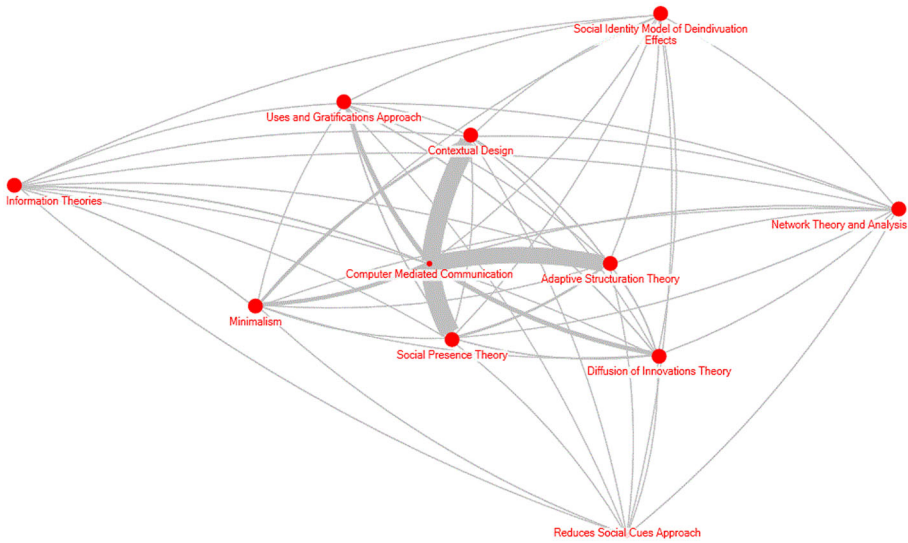 Social Identity Model of Deindivuation
Effects
Uses and Gratifications Approach
Contextual Design
Information Theories
Network Theory and Analysis
Computer Mediated Communication
Adaptive Structuration Theory
Minimalism
Social Presence Theory
Diffusion of Innovations Theory
Reduces Social Cues Approach